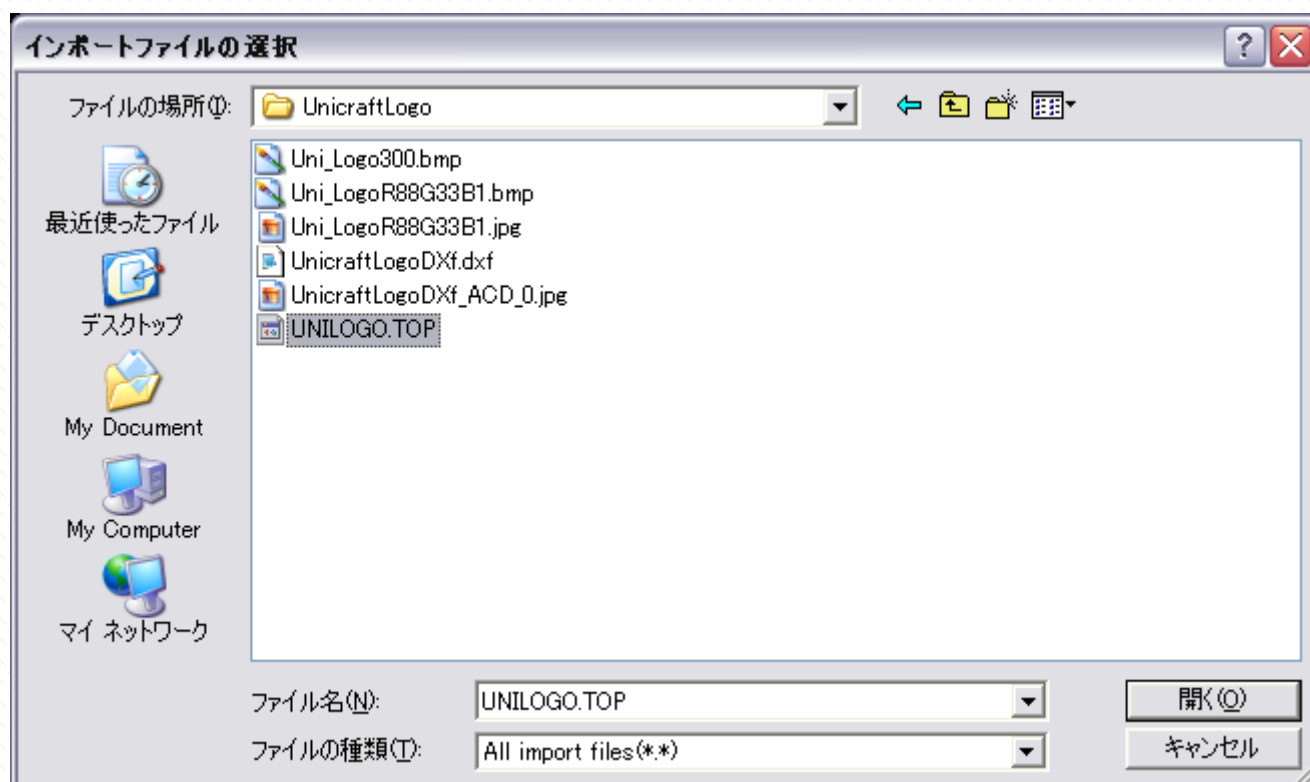 インポートファイルの選択
ファイルの場所(I):
UnicraftLogo
最近使ったファイル
デスクトップ
My Document
My Computer
マイ ネットワーク
Uni_Logo300.bmp
Uni_LogoR88G33B1.bmp
Uni_LogoR88G33B1.jpg
UnicraftLogoDXf.dxf
UnicraftLogoDXf_ACD_0.jpg
UNILOGO.TOP
ファイル名(N):
UNILOGO.TOP
開く(O)
ファイルの種類(T):
All import files(*.*)
キャンセル